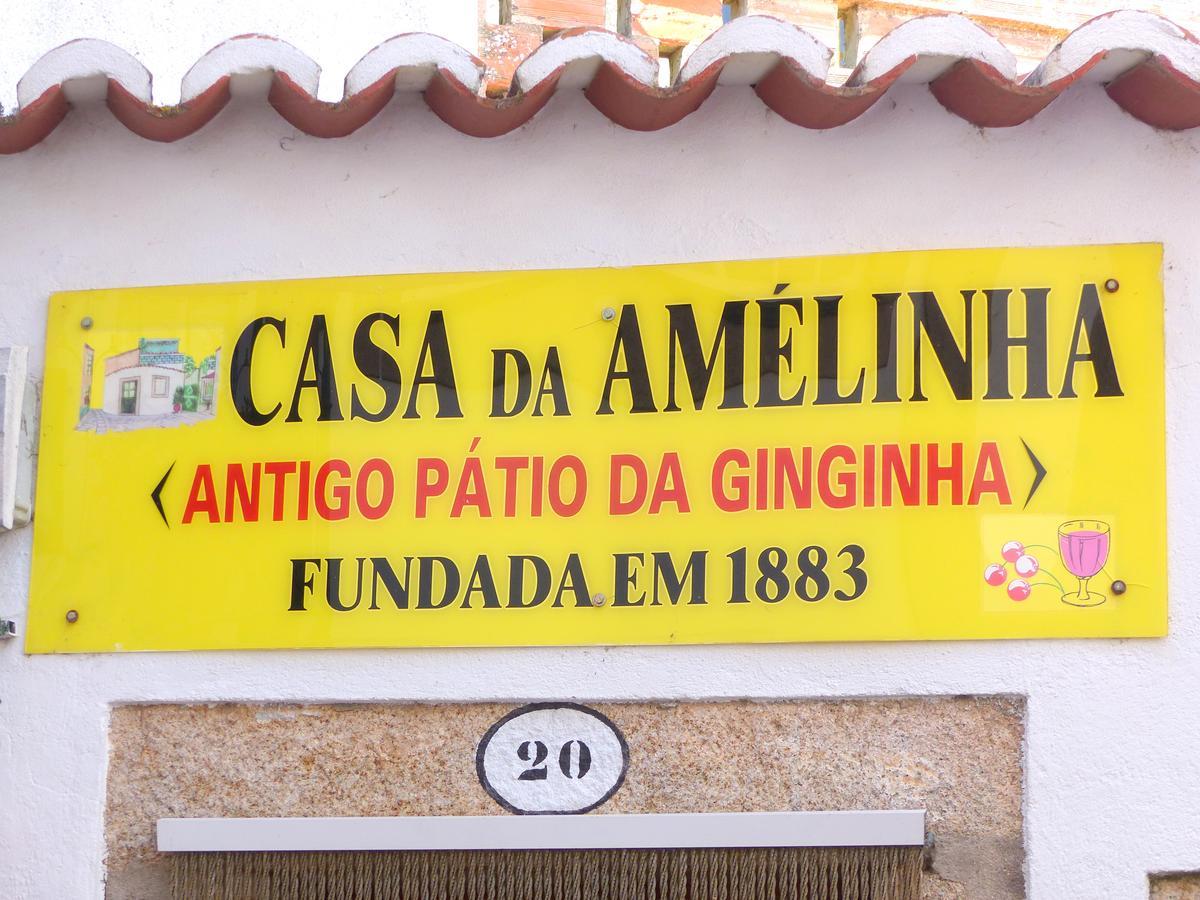 CASA DA AMÉLINHA
<ANTIGO PÁTIO DA GINGINHA>
FUNDADA EM 1883
20